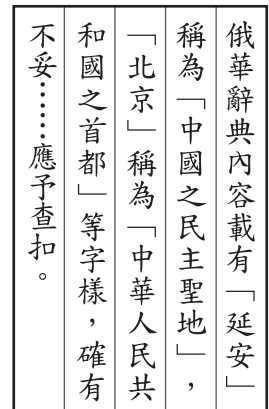 俄華辭典內容載有「延安」
稱為「中國之民主聖地」，
「北京」稱為「中華人民共
和國之首都」等字樣，確有
不妥……應予查扣。